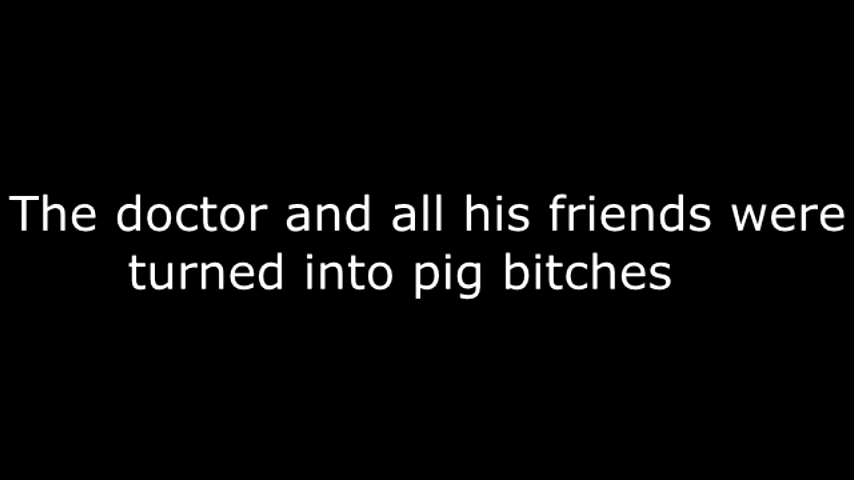 The doctor and all his friends were
turned into pig bitches